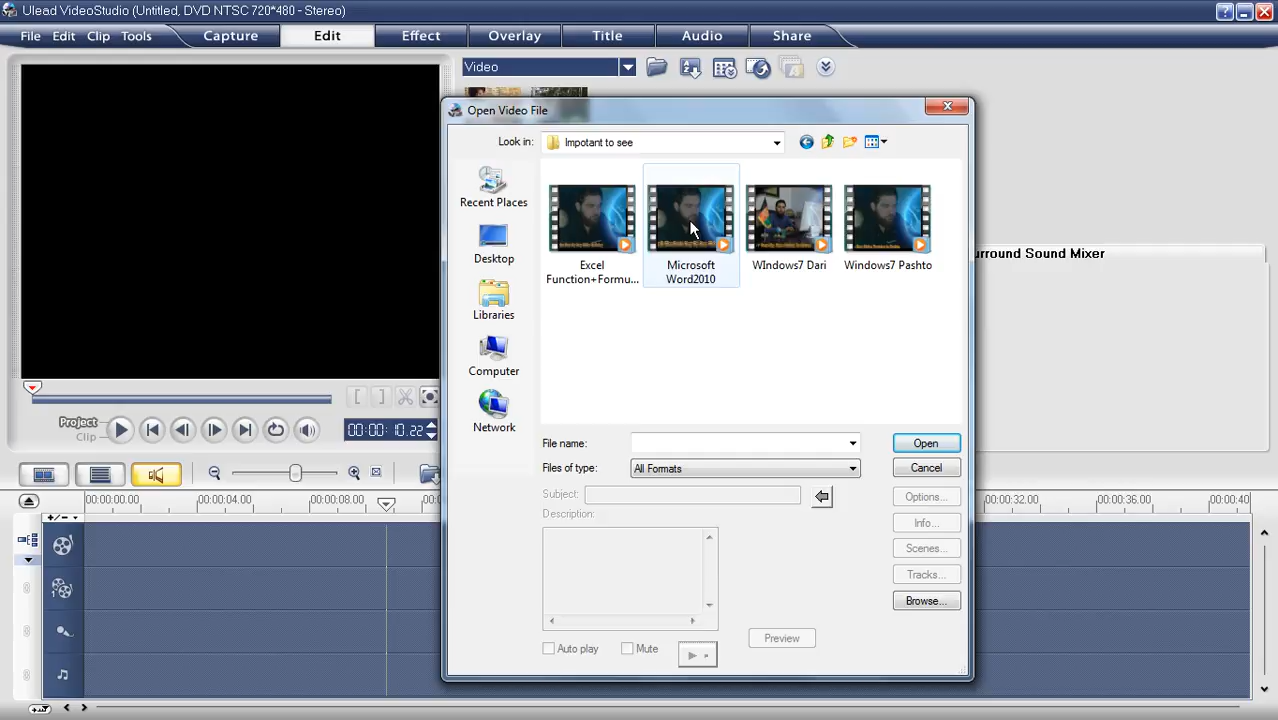 Ulead VideoStudio (Untitled, DVD NTSC 720*480 - Stereo)
File Edit Clip Tools Capture Edit Effect Overlay Title Audio Share
Video
Open Video File
Look in: Impotant to see
Recent Places
Desktop
Libraries
Computer
Network
Excel
Function+Formu...
Microsoft
Word2010
WIndows7 Dari
Windows7 Pashto
urround Sound Mixer
File name:
Open
Files of type: All Formats
Cancel
Subject:
Options...
Description:
Info...
Scenes...
Tracks...
Browse...
Auto play Mute
Preview
Project
Clip
00:00:10.22
00:00:00.00 00:00:04.00 00:00:08.00 00:00:32.00 00:00:36.00 00:00:40